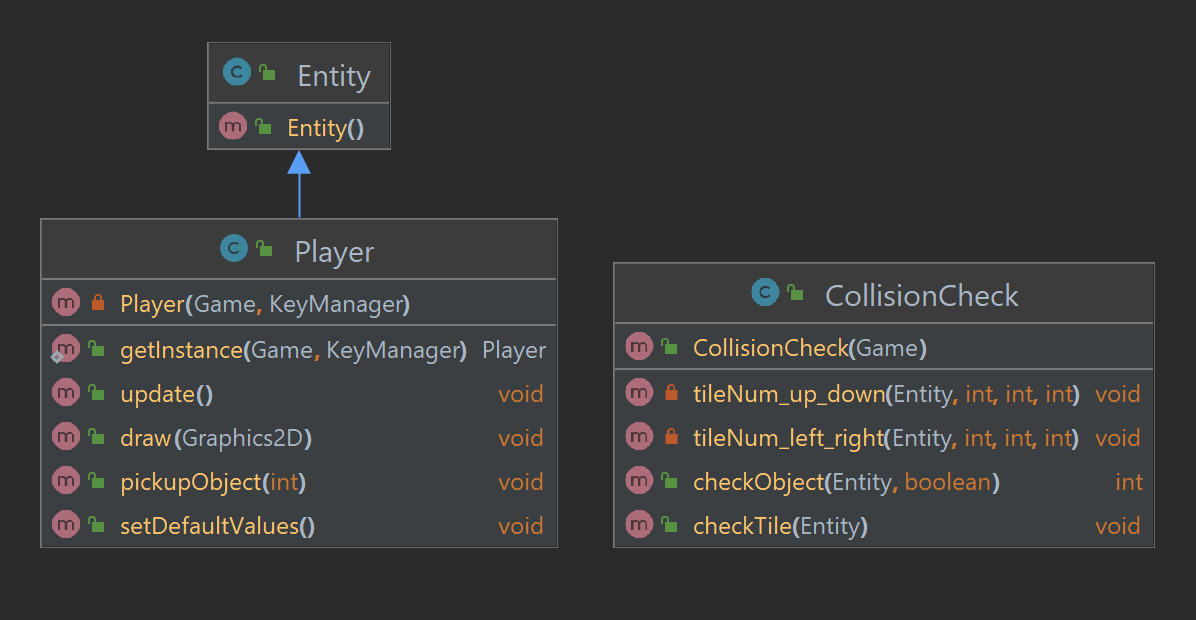 Entity
Entity()
Player
Player(Game, KeyManager)
getInstance(Game, KeyManager) Player
update() void
draw(Graphics2D) void
pickupObject(int) void
setDefaultValues() void
CollisionCheck
CollisionCheck(Game)
tileNum_up_down(Entity, int, int, int) void
tileNum_left_right(Entity, int, int, int) void
checkObject(Entity, boolean) int
checkTile(Entity) void